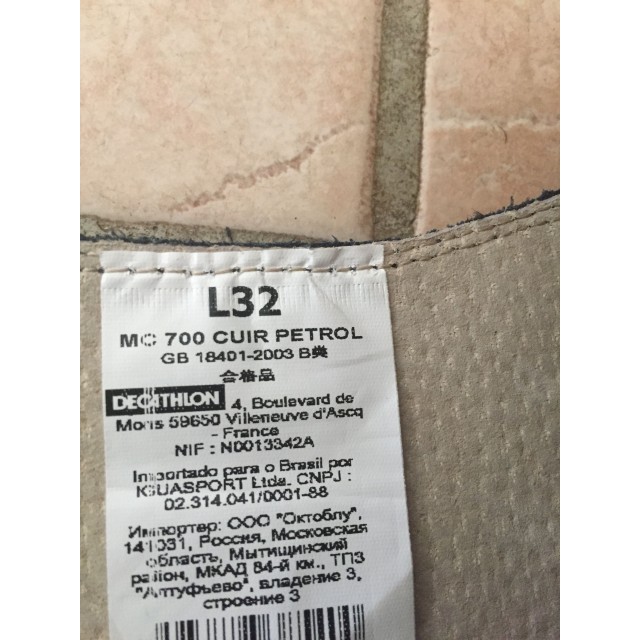 L32
MC 700 CUIR PETROL
GB 18401-2003 B类
合格品
DECATHLON 4, Boulevard de
Mons 59650 Villeneuve d'Ascq
- France
NIF : N0013342A
Importado para o Brasil por
IGUASPORT Ltda. CNPJ :
02.314.041/0001-88
Импортер: ООО "Октоблу",
141031, Россия, Московская
область, Мытищинский
район, МКАД 84-й км., ТПЗ
"Алтуфьево", владение 3,
строение 3